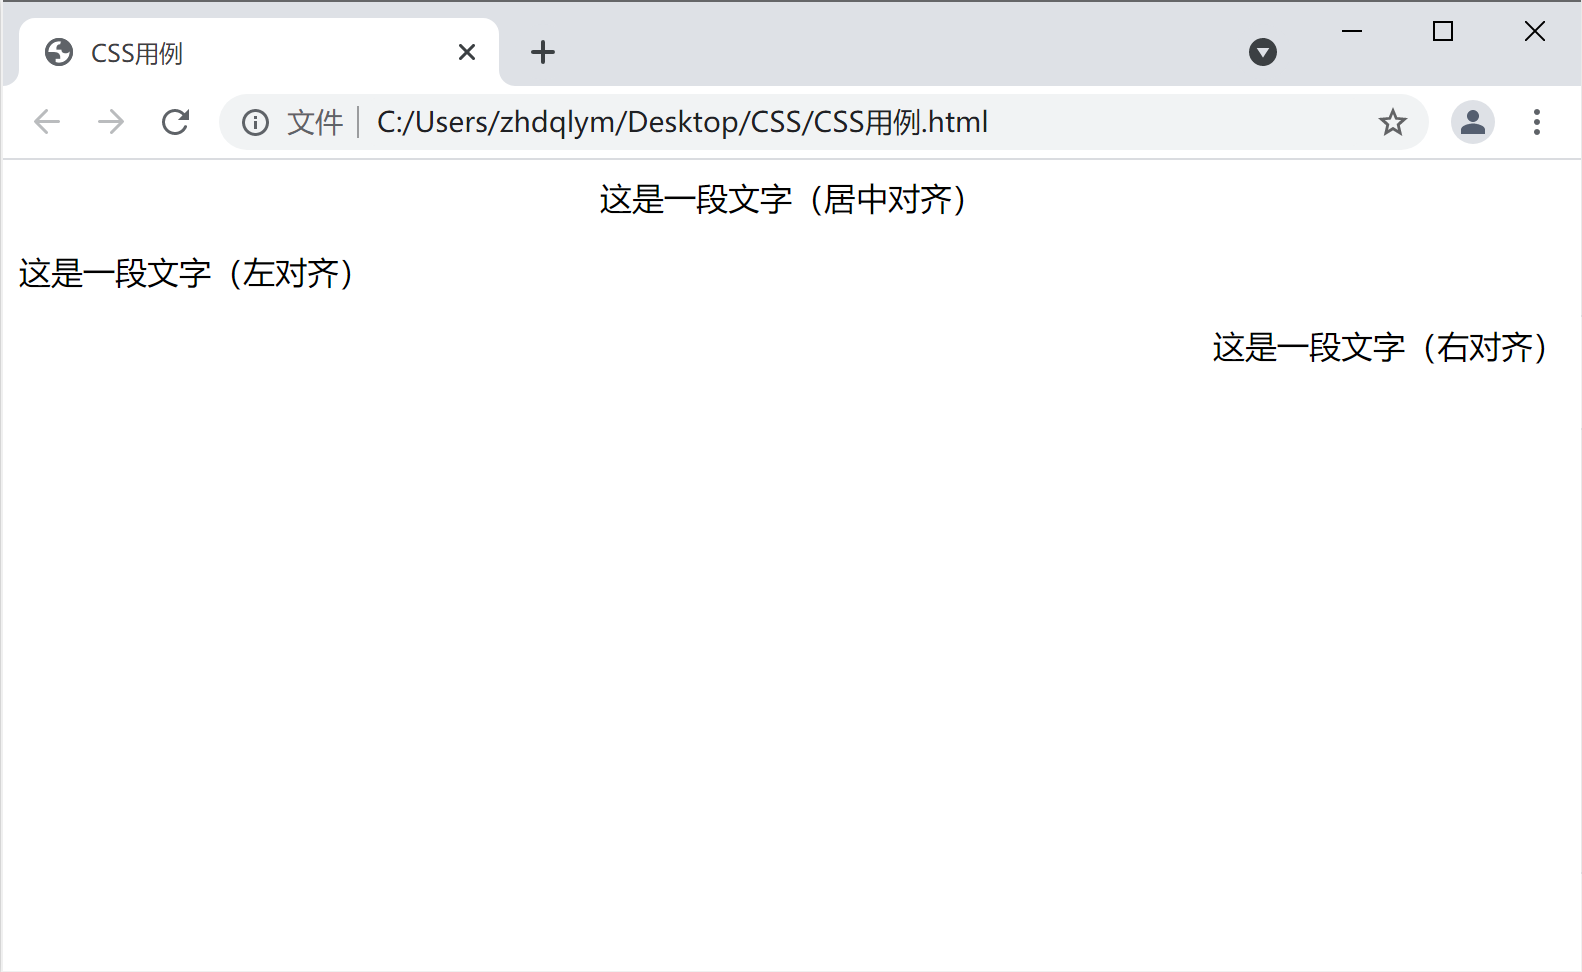 CSS用例
文件 C:/Users/zhdqlym/Desktop/CSS/CSS用例.html
这是一段文字（居中对齐）
这是一段文字（左对齐）
这是一段文字（右对齐）